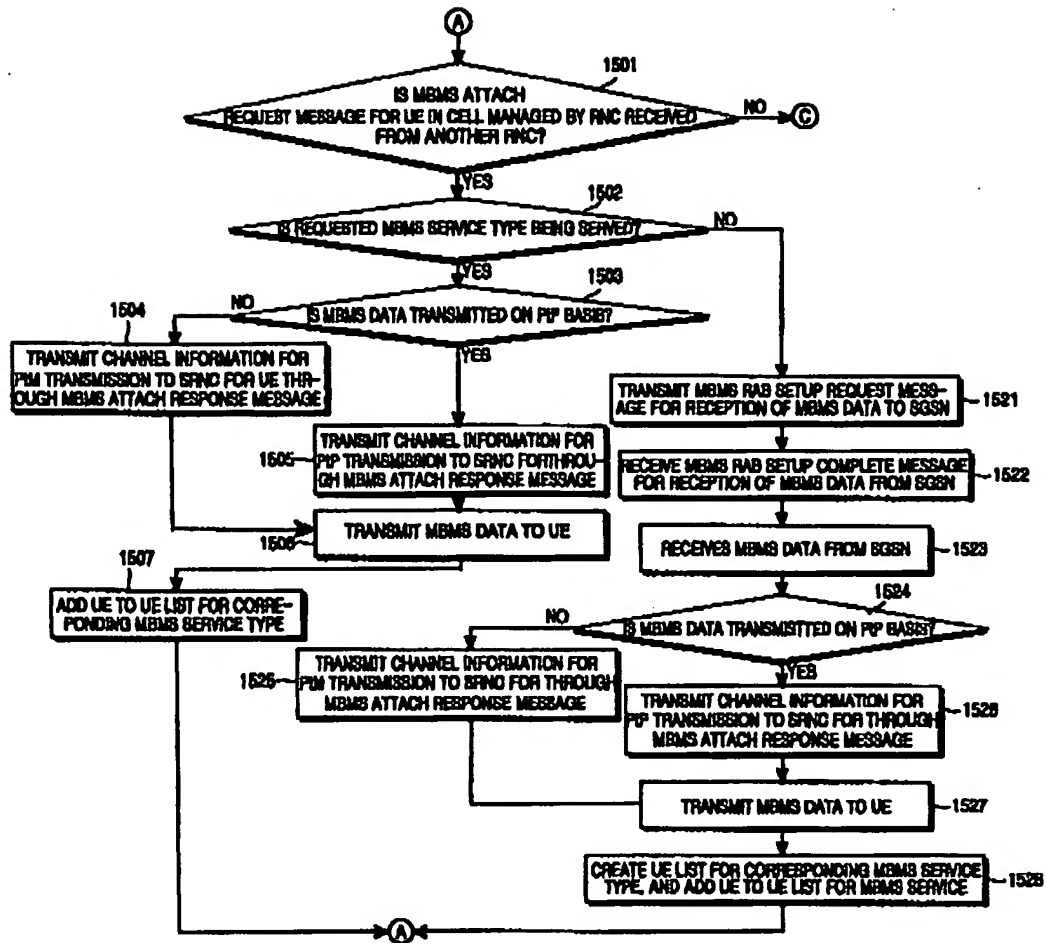 A
1501
IS MBMS ATTACH
REQUEST MESSAGE FOR UE IN CELL MANAGED BY RNC RECEIVED
FROM ANOTHER RNC?
NO
C
YES
1502
IS REQUESTED MBMS SERVICE TYPE BEING SERVED?
NO
YES
1503
IS MBMS DATA TRANSMITTED ON PtP BASIS?
NO
YES
1504
TRANSMIT CHANNEL INFORMATION FOR
PtM TRANSMISSION TO SRNC FOR UE THR-
OUGH MBMS ATTACH RESPONSE MESSAGE
1505
TRANSMIT CHANNEL INFORMATION FOR
PtP TRANSMISSION TO SRNC FORTHROU-
GH MBMS ATTACH RESPONSE MESSAGE
1506
TRANSMIT MBMS DATA TO UE
1507
ADD UE TO UE LIST FOR CORRE-
PONDING MBMS SERVICE TYPE
TRANSMIT MBMS RAB SETUP REQUEST MESS-
AGE FOR RECEPTION OF MBMS DATA TO SGSN
1521
RECEIVE MBMS RAB SETUP COMPLETE MESSAGE
FOR RECEPTION OF MBMS DATA FROM SGSN
1522
RECEIVES MBMS DATA FROM SGSN
1523
1524
IS MBMS DATA TRANSMISTTED ON PtP BASIS?
NO
YES
1525
TRANSMIT CHANNEL INFORMATION FOR
PtM TRANSMISSION TO SRNC FOR THROUGH
MBMS ATTACH RESPONSE MESSAGE
TRANSMIT CHANNEL INFORMATION FOR
PtP TRANSMISSION TO SRNC FOR THROUGH
MBMS ATTACH RESPONSE MESSAGE
1526
TRANSMIT MBMS DATA TO UE
1527
CREATE UE LIST FOR CORRESPONDING MBMS SERVICE
TYPE, AND ADD UE TO UE LIST FOR MBMS SERVICE
1528
A